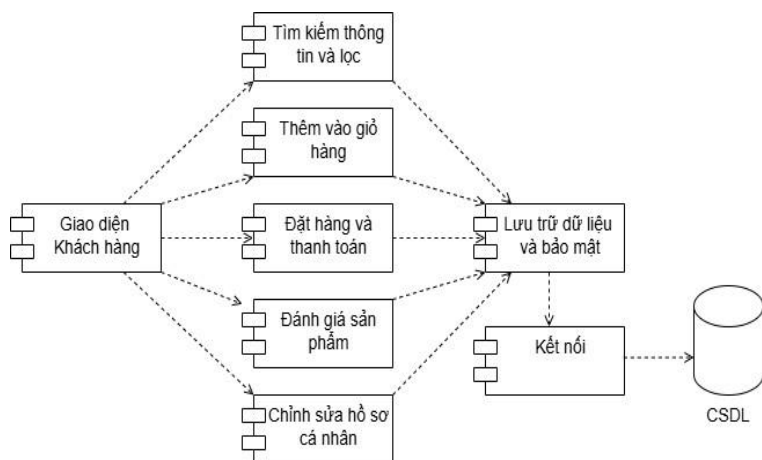 Tìm kiếm thông
tin và lọc
Thêm vào giỏ
hàng
Giao diện
Khách hàng
Đặt hàng và
thanh toán
Lưu trữ dữ liệu
và bảo mật
Đánh giá sản
phẩm
Kết nối
Chỉnh sửa hồ sơ
cá nhân
CSDL